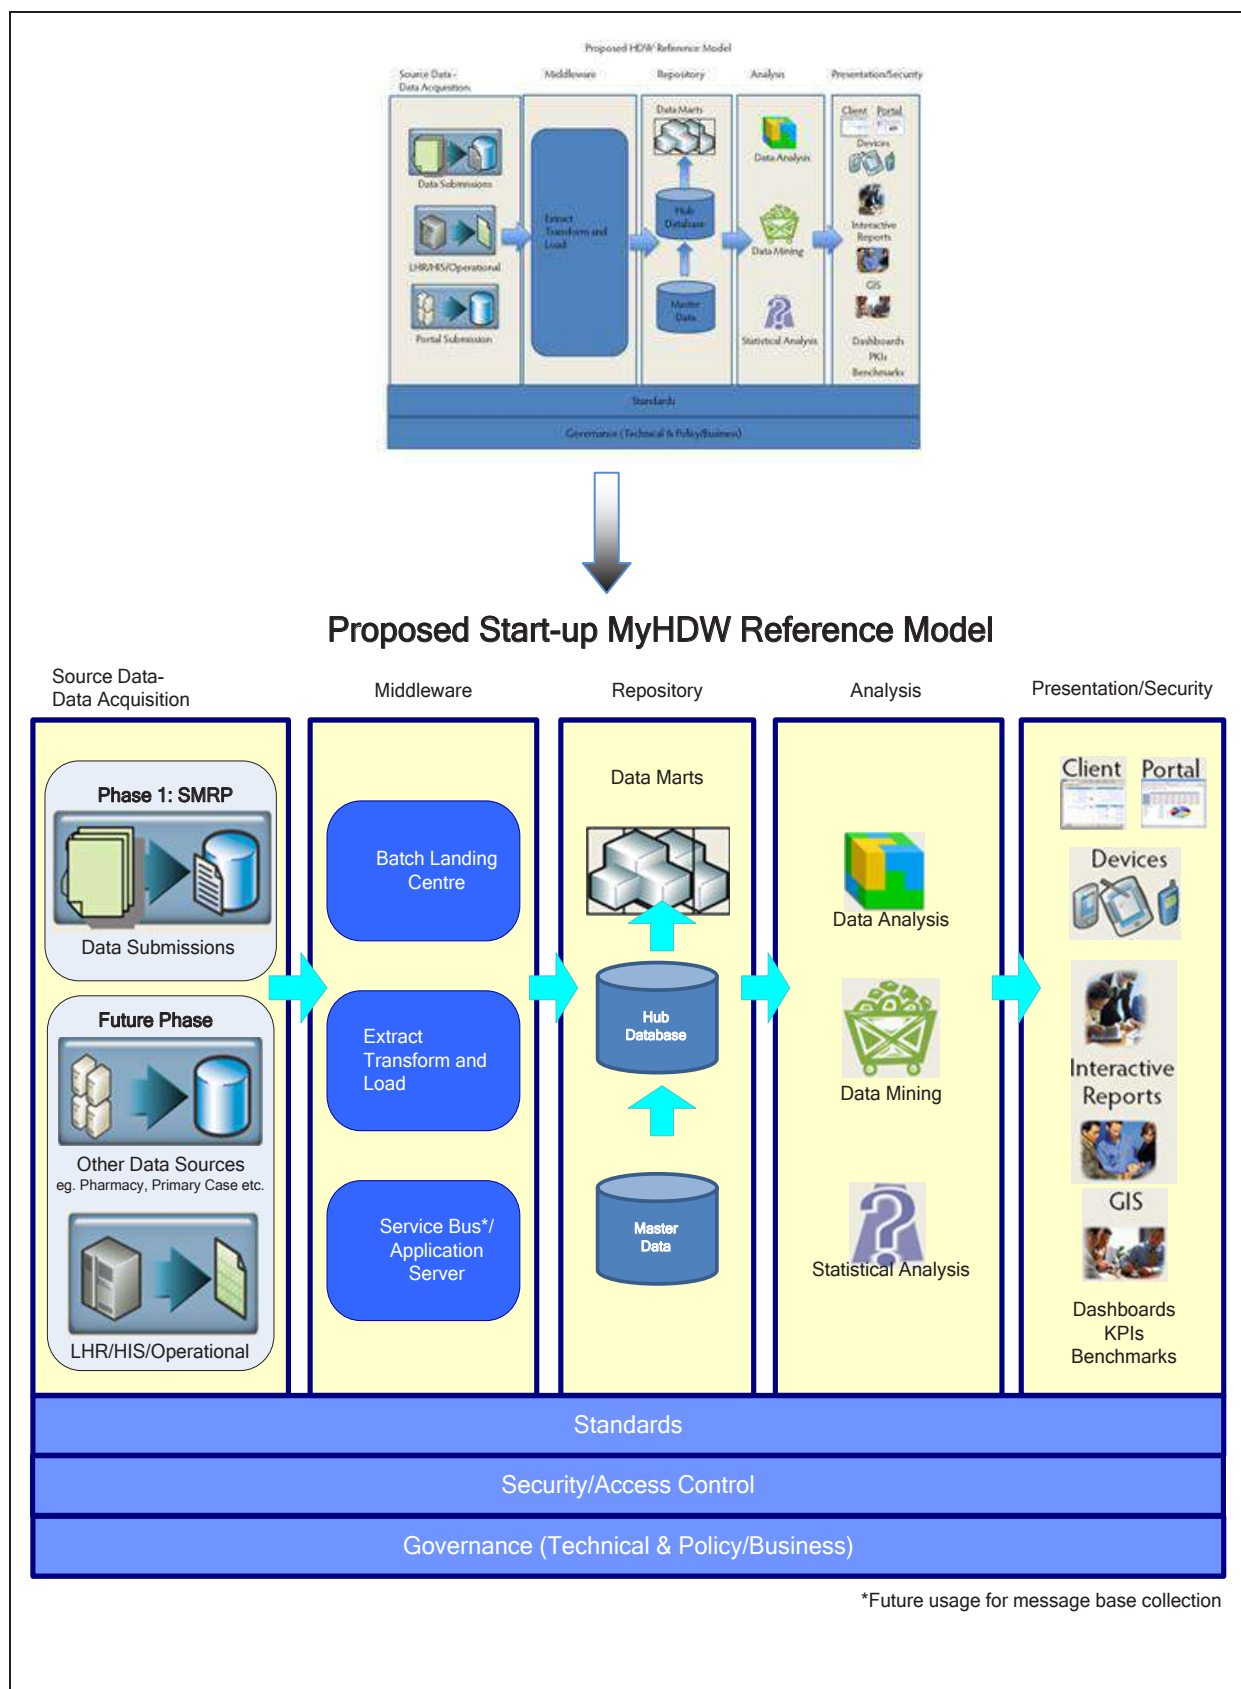 Proposed HDW Reference Model
Source Data -
Data Acquisition
Middleware
Repository
Analysis
Presentation/Security
Data Submissions
LHR/HIS/Operational
Portal Submission
Extract
Transform and
Load
Data Marts
Hub
Database
Master
Data
Data Analysis
Data Mining
Statistical Analysis
Client Portal
Devices
Interactive
Reports
GIS
Dashboards
PKIs
Benchmarks
Standards
Governance (Technical & Policy/Business)
Proposed Start-up MyHDW Reference Model
Source Data-
Data Acquisition
Middleware
Repository
Analysis
Presentation/Security
Phase 1: SMRP
Data Submissions
Future Phase
Other Data Sources
eg. Pharmacy, Primary Case etc.
LHR/HIS/Operational
Batch Landing
Centre
Extract
Transform and
Load
Service Bus*/
Application
Server
Data Marts
Hub
Database
Master
Data
Data Analysis
Data Mining
Statistical Analysis
Client Portal
Devices
Interactive
Reports
GIS
Dashboards
KPIs
Benchmarks
Standards
Security/Access Control
Governance (Technical & Policy/Business)
*Future usage for message base collection